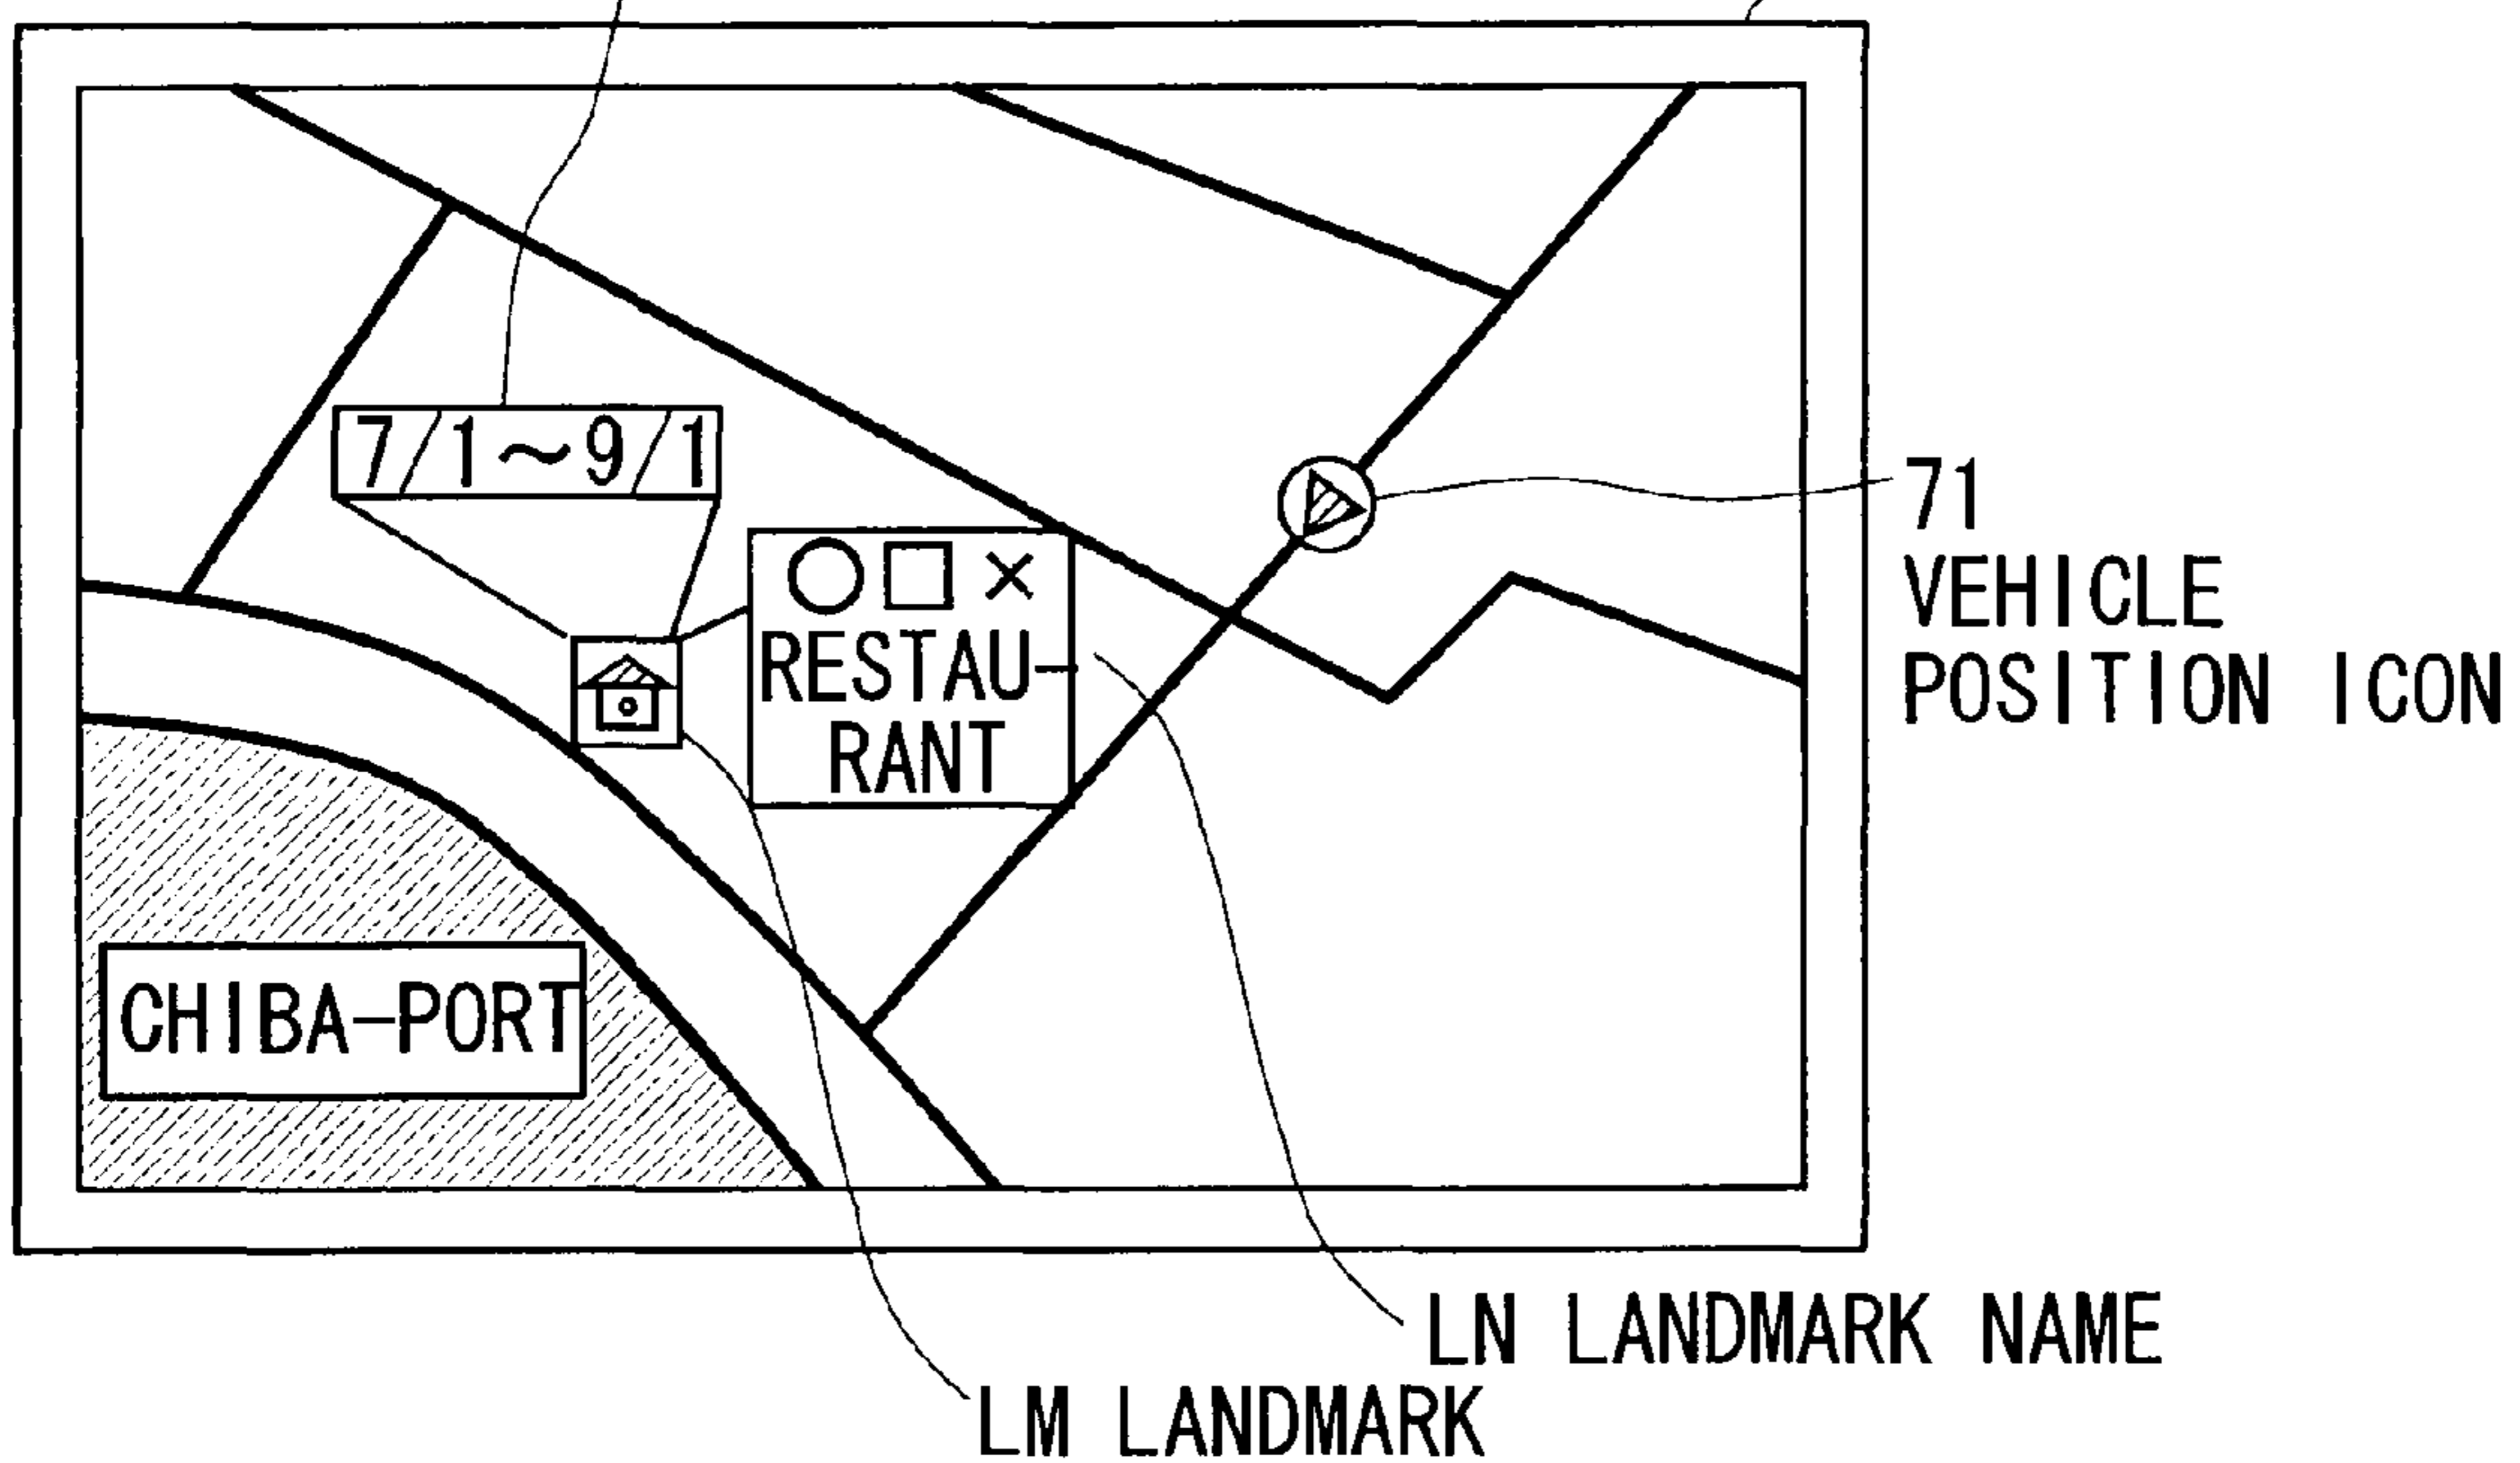 7/1~9/1
○□×
RESTAU-
RANT
CHIBA-PORT
71
VEHICLE
POSITION ICON
LN LANDMARK NAME
LM LANDMARK